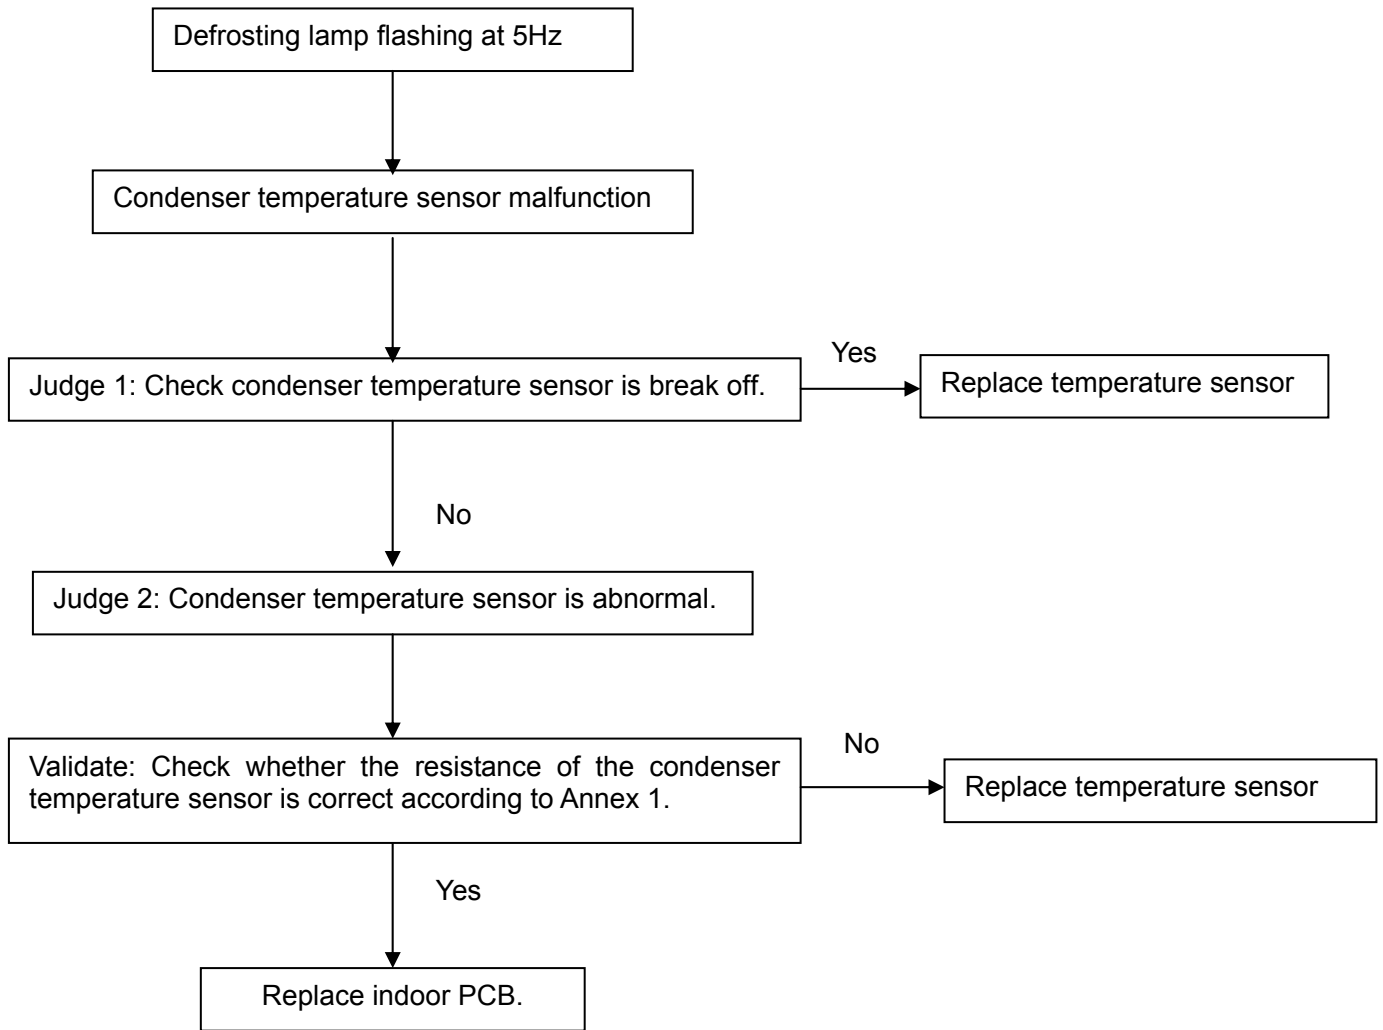 Defrosting lamp flashing at 5Hz
Condenser temperature sensor malfunction
Judge 1: Check condenser temperature sensor is break off.
Yes
Replace temperature sensor
No
Judge 2: Condenser temperature sensor is abnormal.
Validate: Check whether the resistance of the condenser
temperature sensor is correct according to Annex 1.
No
Replace temperature sensor
Yes
Replace indoor PCB.